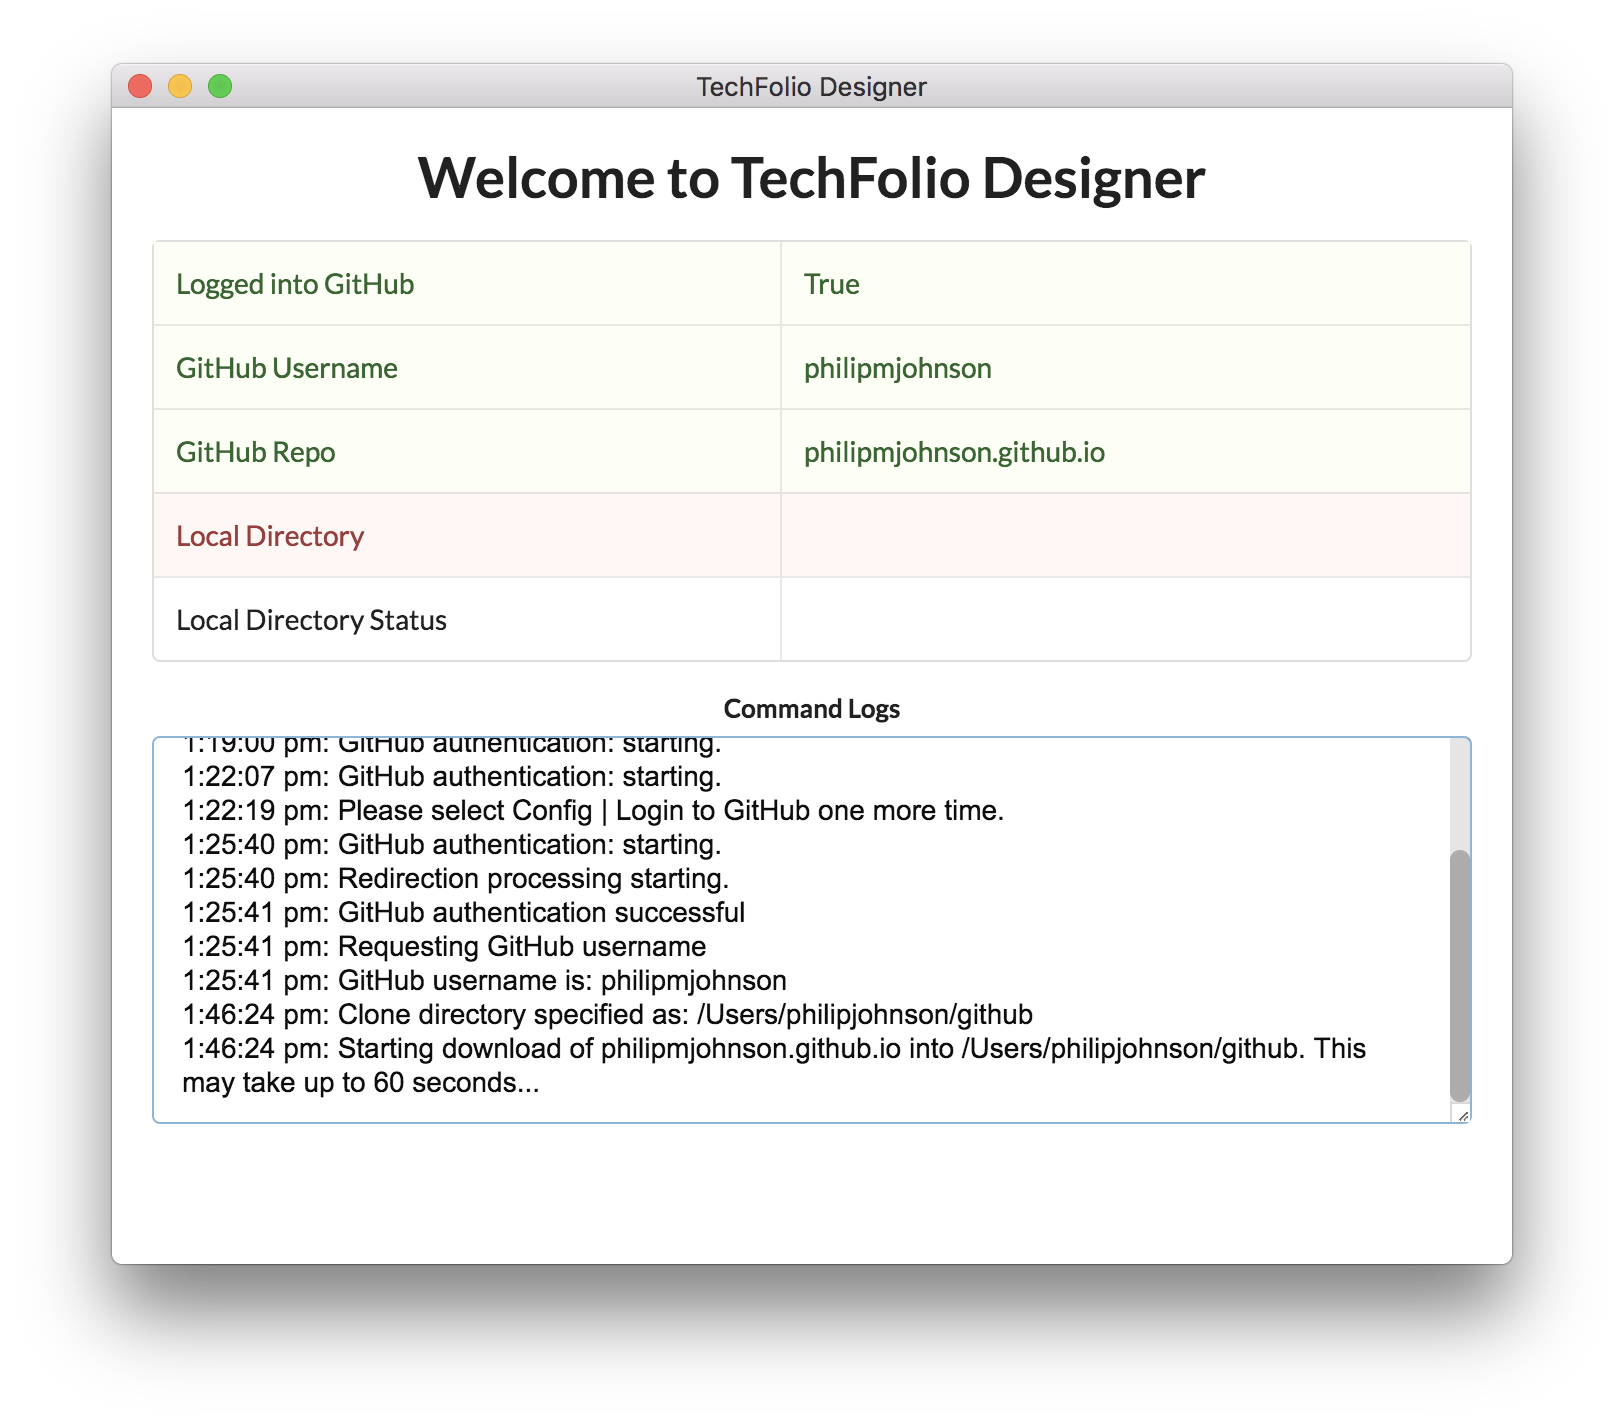 TechFolio Designer
Welcome to TechFolio Designer
Logged into GitHub True
GitHub Username philipmjohnson
GitHub Repo philipmjohnson.github.io
Local Directory
Local Directory Status
Command Logs
1:19:00 pm: GitHub authentication: starting.
1:22:07 pm: GitHub authentication: starting.
1:22:19 pm: Please select Config | Login to GitHub one more time.
1:25:40 pm: GitHub authentication: starting.
1:25:40 pm: Redirection processing starting.
1:25:41 pm: GitHub authentication successful
1:25:41 pm: Requesting GitHub username
1:25:41 pm: GitHub username is: philipmjohnson
1:46:24 pm: Clone directory specified as: /Users/philipjohnson/github
1:46:24 pm: Starting download of philipmjohnson.github.io into /Users/philipjohnson/github. This
may take up to 60 seconds...